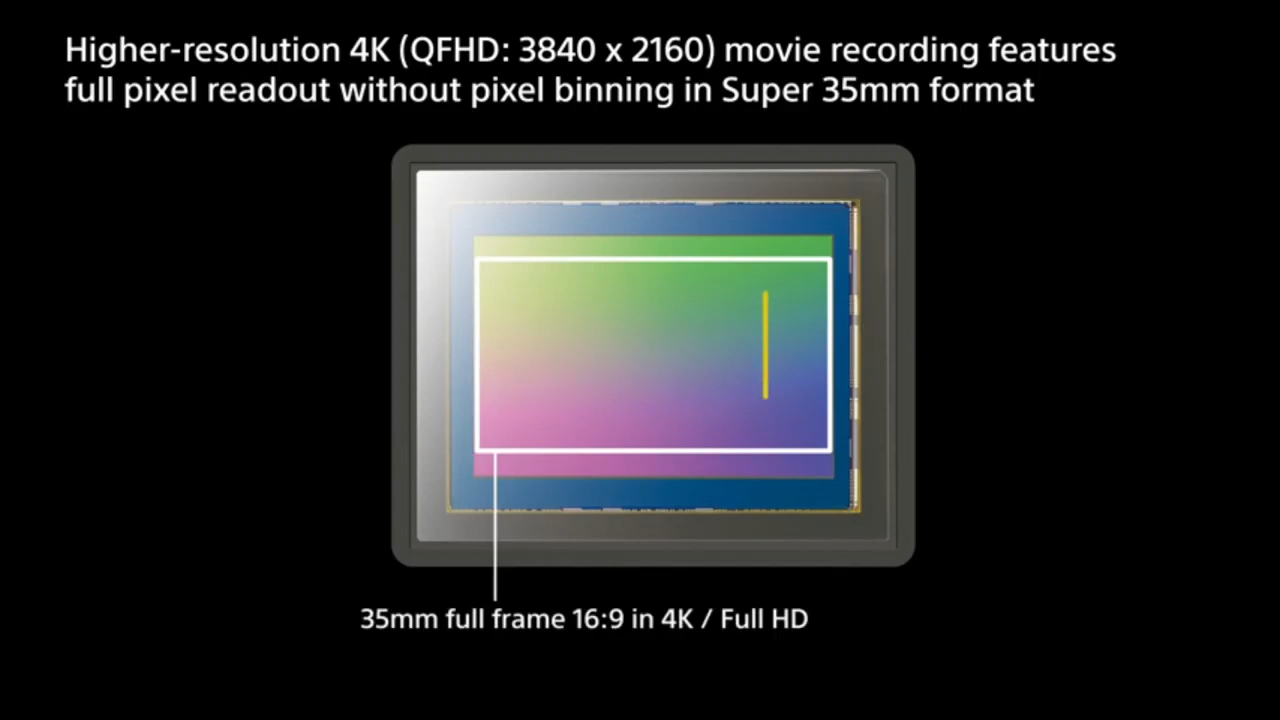 Higher-resolution 4K (QFHD: 3840 x 2160) movie recording features
full pixel readout without pixel binning in Super 35mm format
35mm full frame 16:9 in 4K / Full HD